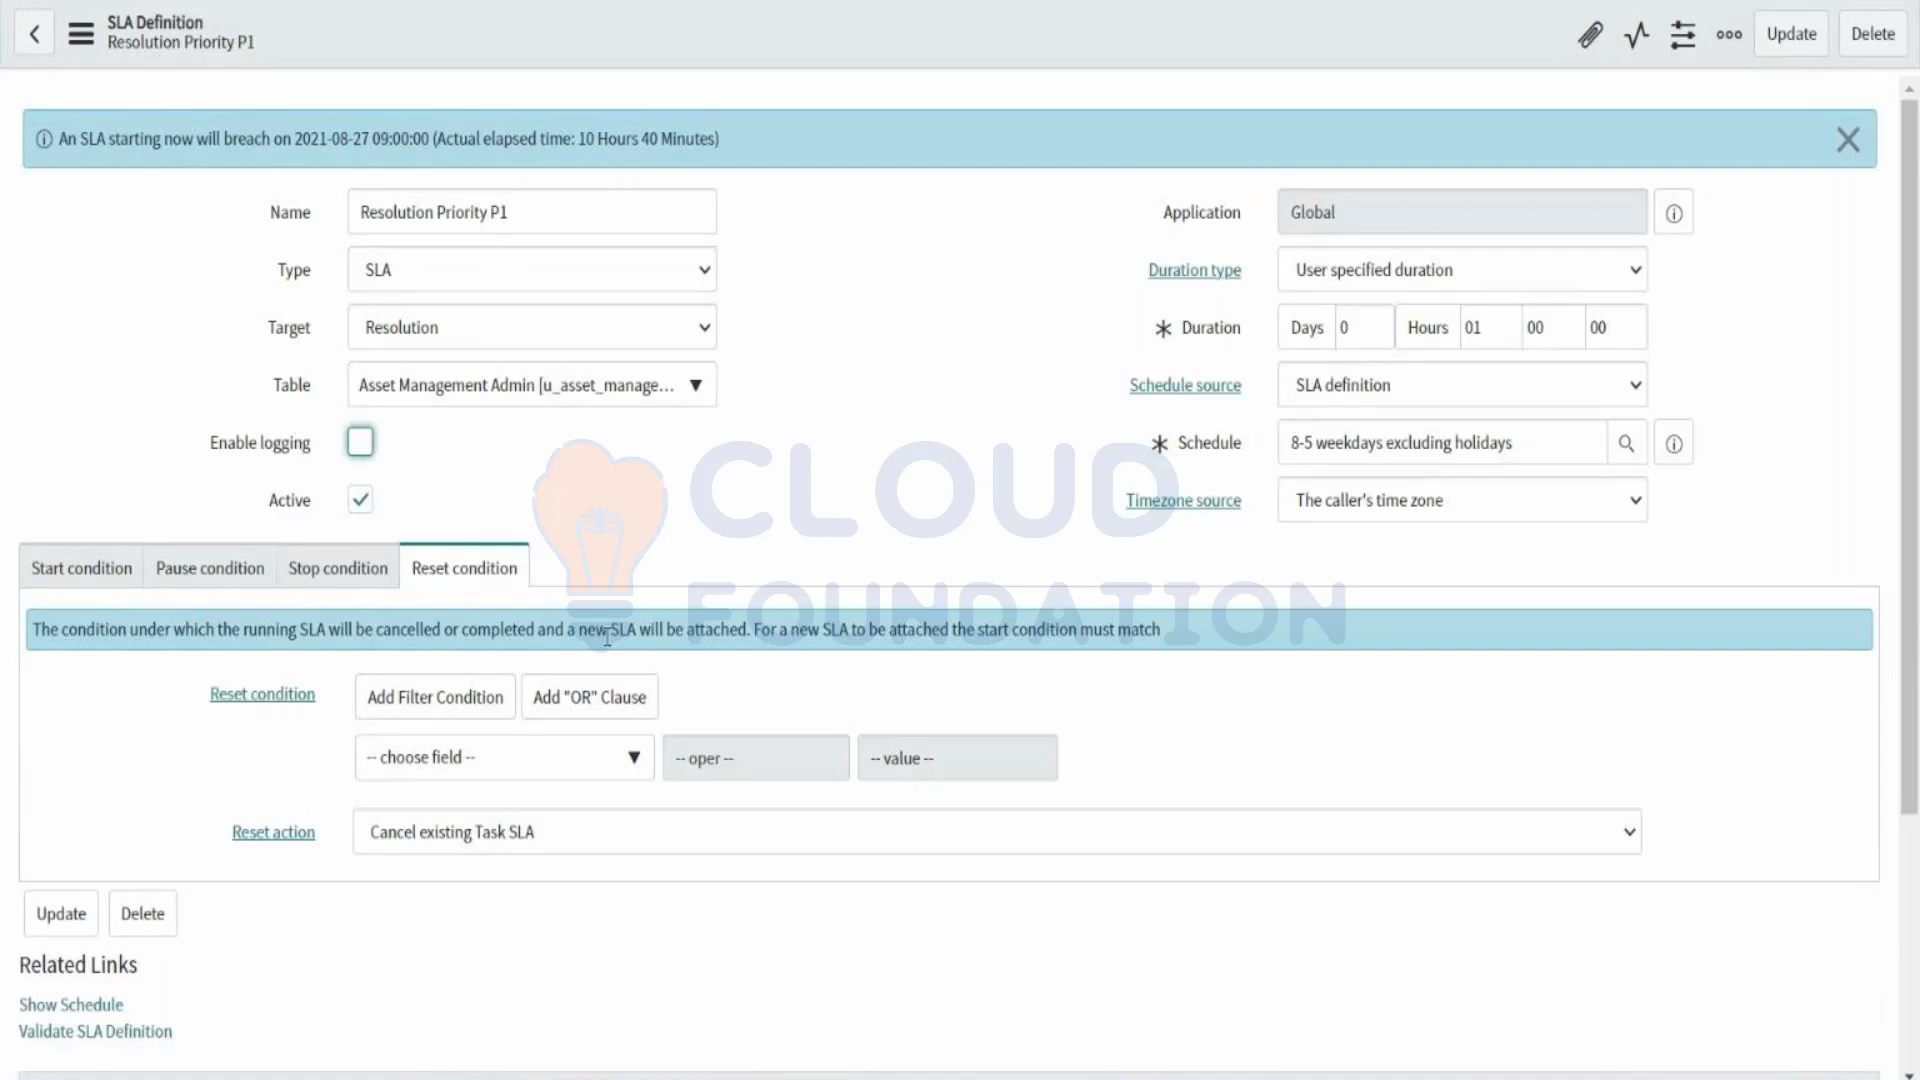 SLA Definition
Resolution Priority P1
Update
Delete
An SLA starting now will breach on 2021-08-27 09:00:00 (Actual elapsed time: 10 Hours 40 Minutes)
Name
Resolution Priority P1
Application
Global
Type
SLA
Duration type
User specified duration
Target
Resolution
Duration
Days 0 Hours 01 00 00
Table
Asset Management Admin [u_asset_manage...
Schedule source
SLA definition
Enable logging
Schedule
8-5 weekdays excluding holidays
Active
Timezone source
The caller's time zone
CLOUD
FOUNDATION
Start condition
Pause condition
Stop condition
Reset condition
The condition under which the running SLA will be cancelled or completed and a new SLA will be attached. For a new SLA to be attached the start condition must match
Reset condition
Add Filter Condition
Add "OR" Clause
-- choose field --
-- oper --
-- value --
Reset action
Cancel existing Task SLA
Update
Delete
Related Links
Show Schedule
Validate SLA Definition